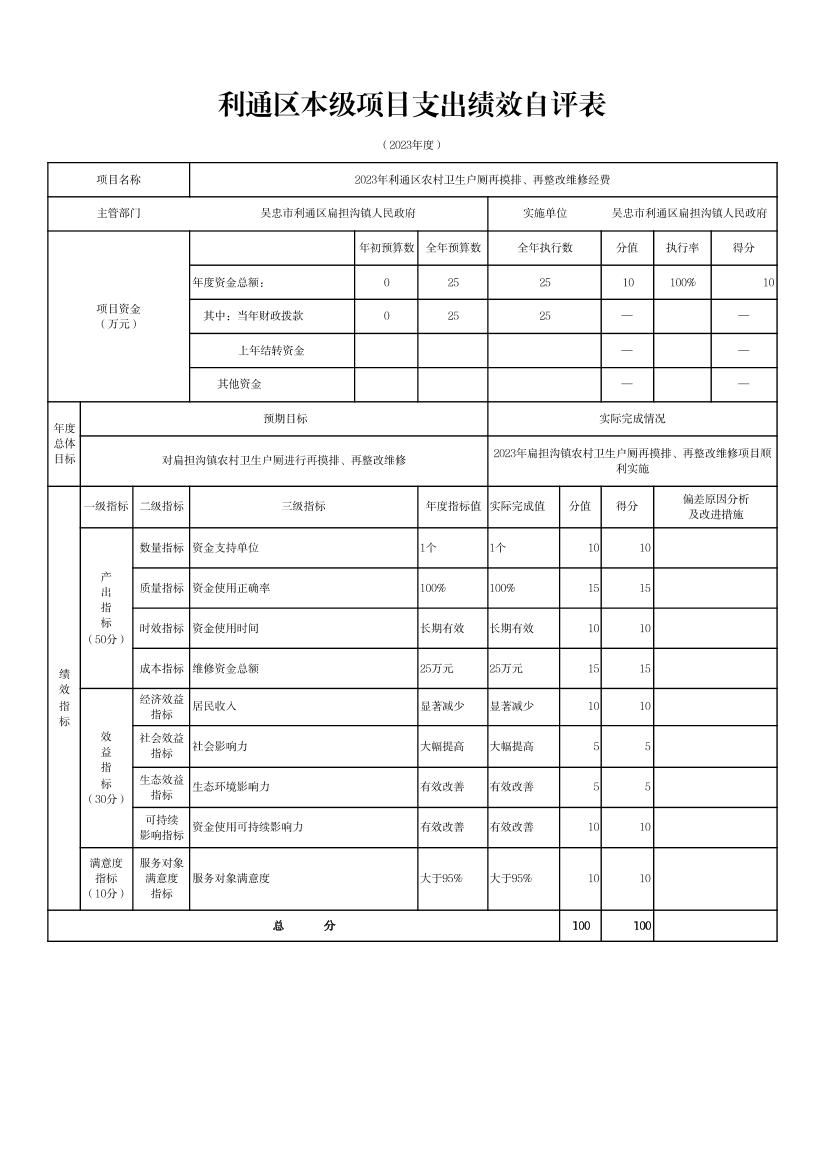 利通区本级项目支出绩效自评表
（2023年度）
项目名称 2023年利通区农村卫生户厕再摸排、再整改维修经费
主管部门 吴忠市利通区扁担沟镇人民政府 实施单位 吴忠市利通区扁担沟镇人民政府
项目资金
（万元）
年初预算数 全年预算数 全年执行数 分值 执行率 得分
年度资金总额： 0 25 25 10 100% 10
其中：当年财政拨款 0 25 25 — —
上年结转资金 — —
其他资金 — —
年度
总体
目标
预期目标 实际完成情况
对扁担沟镇农村卫生户厕进行再摸排、再整改维修
2023年扁担沟镇农村卫生户厕再摸排、再整改维修项目顺
利实施
绩
效
指
标
一级指标 二级指标 三级指标 年度指标值 实际完成值 分值 得分
偏差原因分析
及改进措施
产
出
指
标
（50分）
数量指标 资金支持单位 1个 1个 10 10
质量指标 资金使用正确率 100% 100% 15 15
时效指标 资金使用时间 长期有效 长期有效 10 10
成本指标 维修资金总额 25万元 25万元 15 15
效
益
指
标
（30分）
经济效益
指标
居民收入 显著减少 显著减少 10 10
社会效益
指标
社会影响力 大幅提高 大幅提高 5 5
生态效益
指标
生态环境影响力 有效改善 有效改善 5 5
可持续
影响指标
资金使用可持续影响力 有效改善 有效改善 10 10
满意度
指标
（10分）
服务对象
满意度
指标
服务对象满意度 大于95% 大于95% 10 10
总 分 100 100